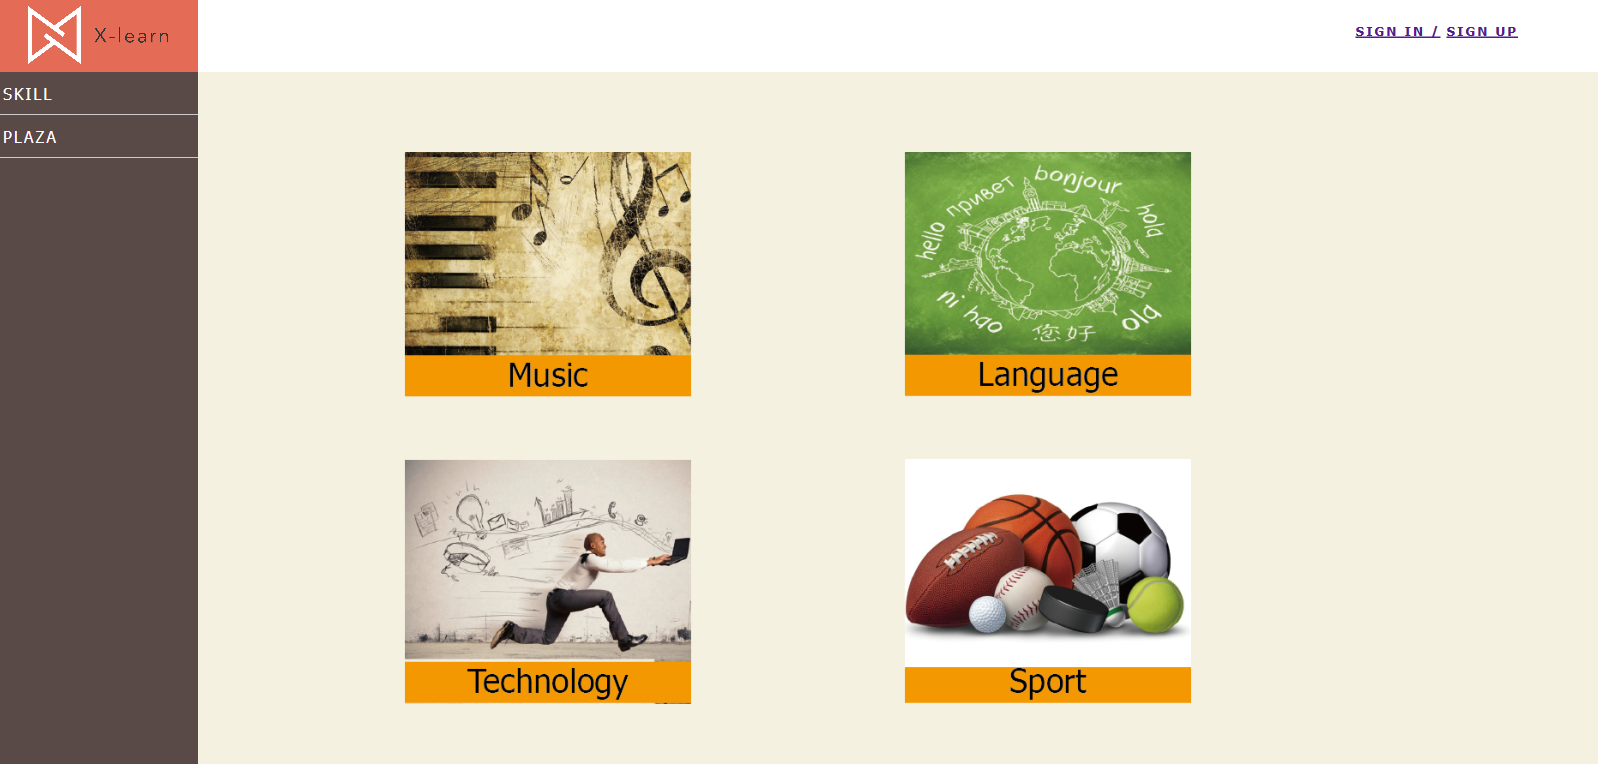 X-learn
SIGN IN / SIGN UP
SKILL
PLAZA
hello привет bonjour hola
ni hao 您好 olá
Music
Language
Technology
Sport